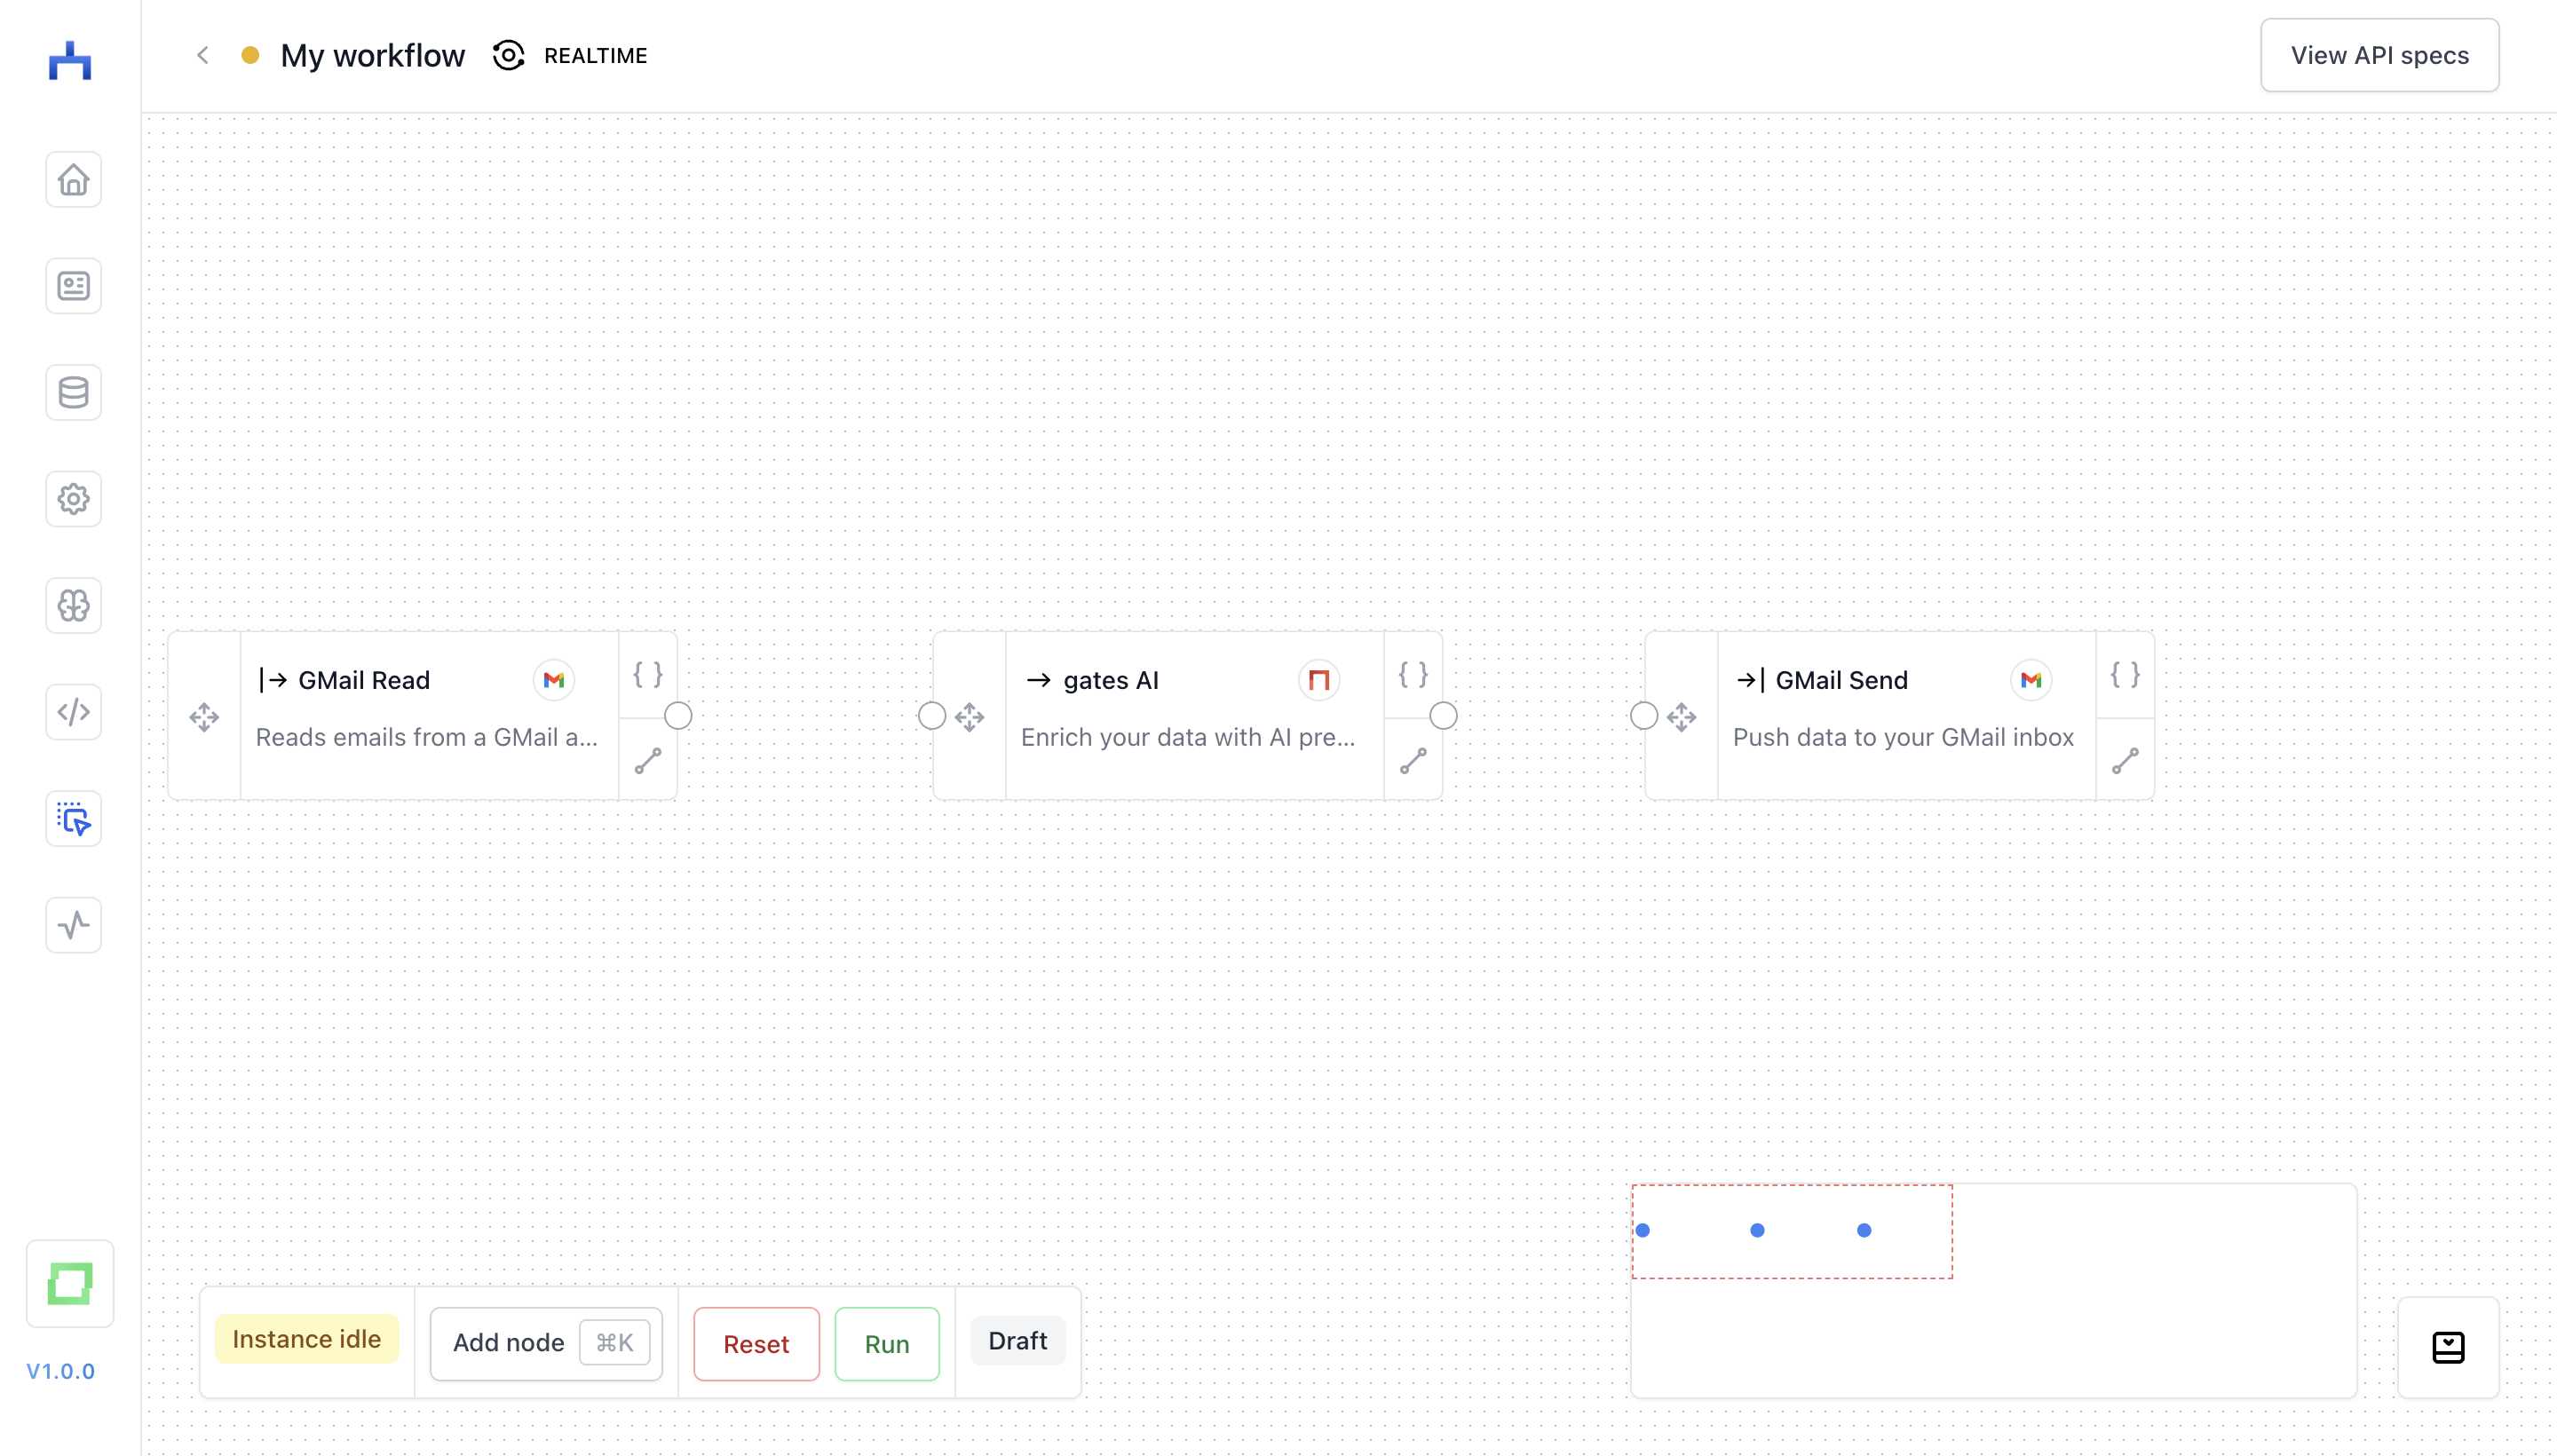 My workflow REALTIME View API specs
GMail Read { }
Reads emails from a GMail a...
gates AI { }
Enrich your data with AI pre...
GMail Send { }
Push data to your GMail inbox
Instance idle Add node ⌘K Reset Run Draft
V1.0.0